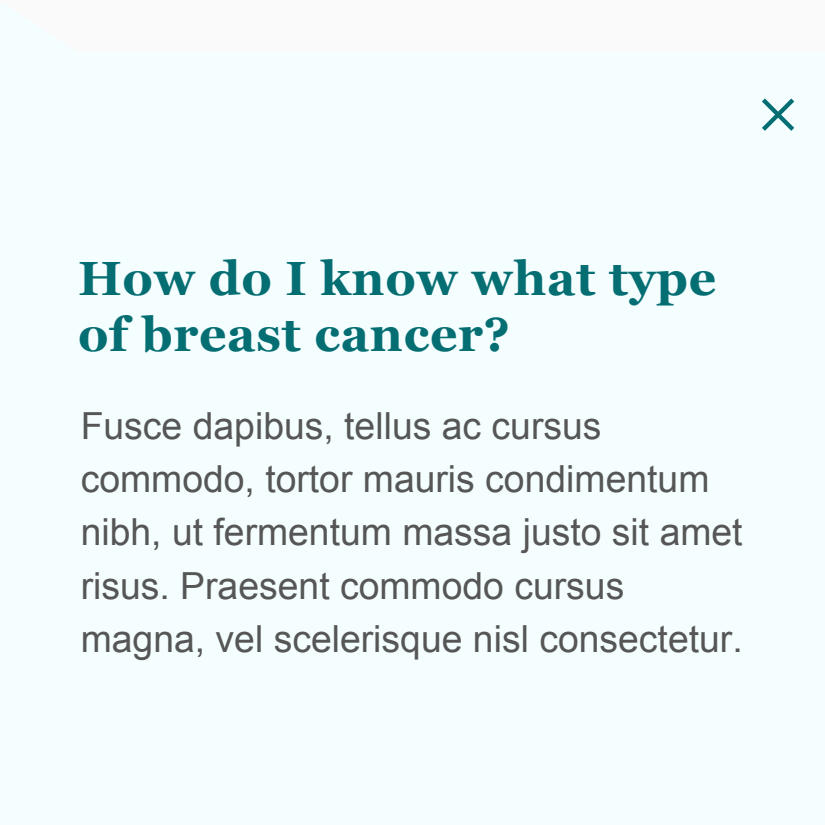 How do I know what type
of breast cancer?
Fusce dapibus, tellus ac cursus
commodo, tortor mauris condimentum
nibh, ut fermentum massa justo sit amet
risus. Praesent commodo cursus
magna, vel scelerisque nisl consectetur.